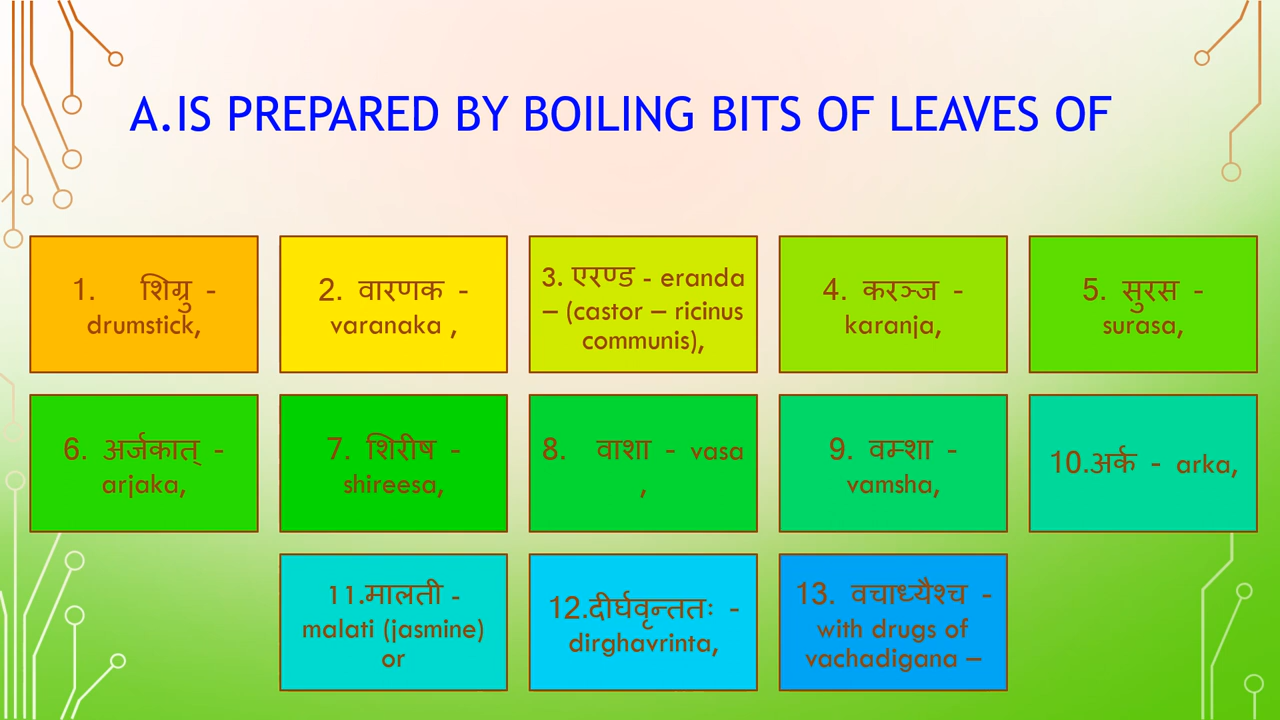 A.IS PREPARED BY BOILING BITS OF LEAVES OF
1. शिग्रु -
drumstick,
2. वारणक -
varanaka ,
3. एरण्ड - eranda
– (castor – ricinus
communis),
4. करञ्ज -
karanja,
5. सुरस -
surasa,
6. अर्जकात् -
arjaka,
7. शिरीष -
shireesa,
8. वाशा - vasa
,
9. वम्शा -
vamsha,
10.अर्क - arka,
11.मालती -
malati (jasmine)
or
12.दीर्घवृन्ततः -
dirghavrinta,
13. वचाध्यैश्च -
with drugs of
vachadigana –